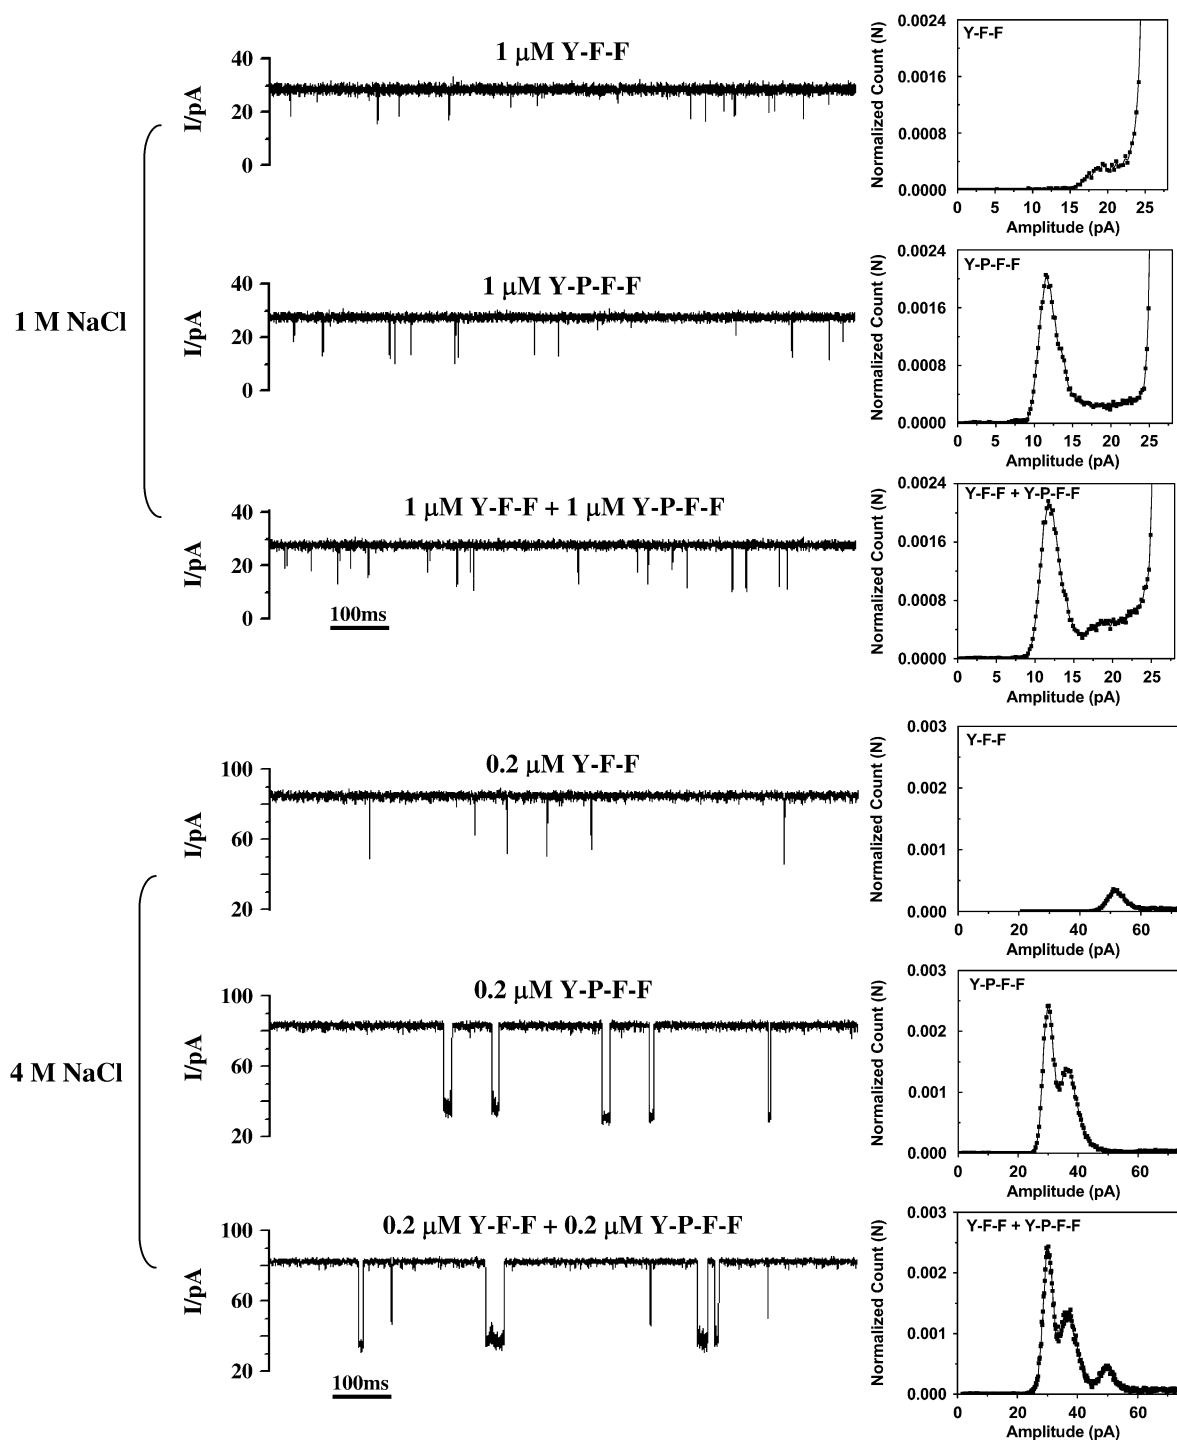 1 M NaCl
1 μM Y-F-F
I/pA
40
20
0
Y-F-F
Normalized Count (N)
0.0024
0.0016
0.0008
0.0000
0 5 10 15 20 25
Amplitude (pA)
1 μM Y-P-F-F
I/pA
40
20
0
Y-P-F-F
Normalized Count (N)
0.0024
0.0016
0.0008
0.0000
0 5 10 15 20 25
Amplitude (pA)
1 μM Y-F-F + 1 μM Y-P-F-F
I/pA
40
20
0
100ms
Y-F-F + Y-P-F-F
Normalized Count (N)
0.0024
0.0016
0.0008
0.0000
0 5 10 15 20 25
Amplitude (pA)
4 M NaCl
0.2 μM Y-F-F
I/pA
100
60
20
Y-F-F
Normalized Count (N)
0.003
0.002
0.001
0.000
0 20 40 60
Amplitude (pA)
0.2 μM Y-P-F-F
I/pA
100
60
20
Y-P-F-F
Normalized Count (N)
0.003
0.002
0.001
0.000
0 20 40 60
Amplitude (pA)
0.2 μM Y-F-F + 0.2 μM Y-P-F-F
I/pA
100
60
20
100ms
Y-F-F + Y-P-F-F
Normalized Count (N)
0.003
0.002
0.001
0.000
0 20 40 60
Amplitude (pA)